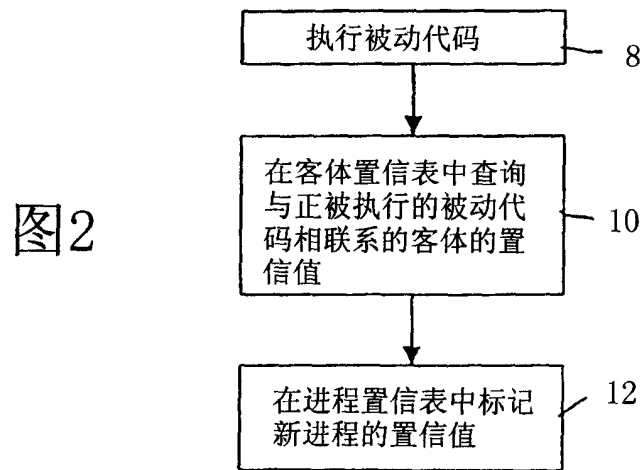 执行被动代码
8
在客体置信表中查询
与正被执行的被动代
码相联系的客体的置
信值
10
图2
在进程置信表中标记
新进程的置信值
12